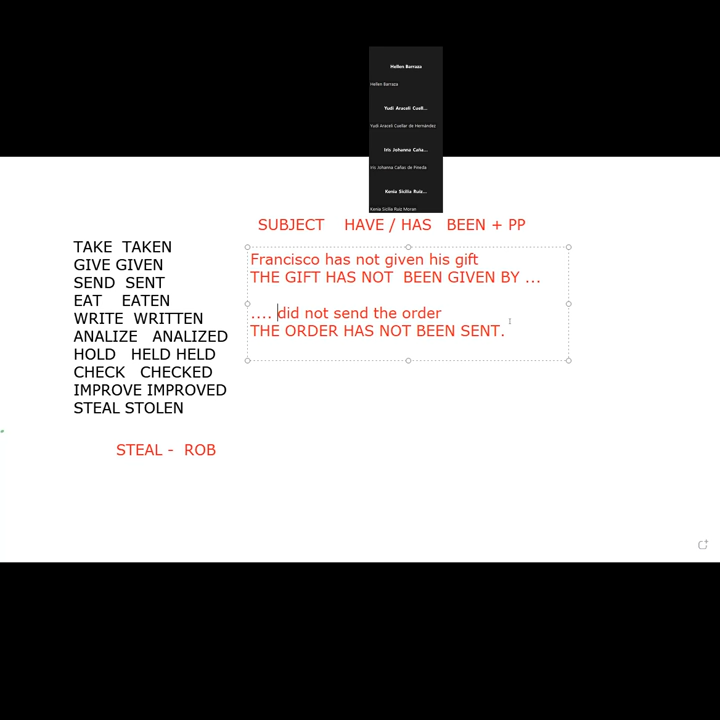 Hellen Barraza
Hellen Barraza
Yudi Araceli Cuell...
Yudi Araceli Cuellar de Hernández
Iris Johanna Caña...
Iris Johanna Cañas de Pineda
Kenia Sicilia Ruiz...
Kenia Sicilia Ruiz Moran
SUBJECT HAVE / HAS BEEN + PP
TAKE TAKEN
GIVE GIVEN
SEND SENT
EAT EATEN
WRITE WRITTEN
ANALIZE ANALIZED
HOLD HELD HELD
CHECK CHECKED
IMPROVE IMPROVED
STEAL STOLEN
Francisco has not given his gift
THE GIFT HAS NOT BEEN GIVEN BY ...
.... did not send the order
THE ORDER HAS NOT BEEN SENT.
STEAL - ROB